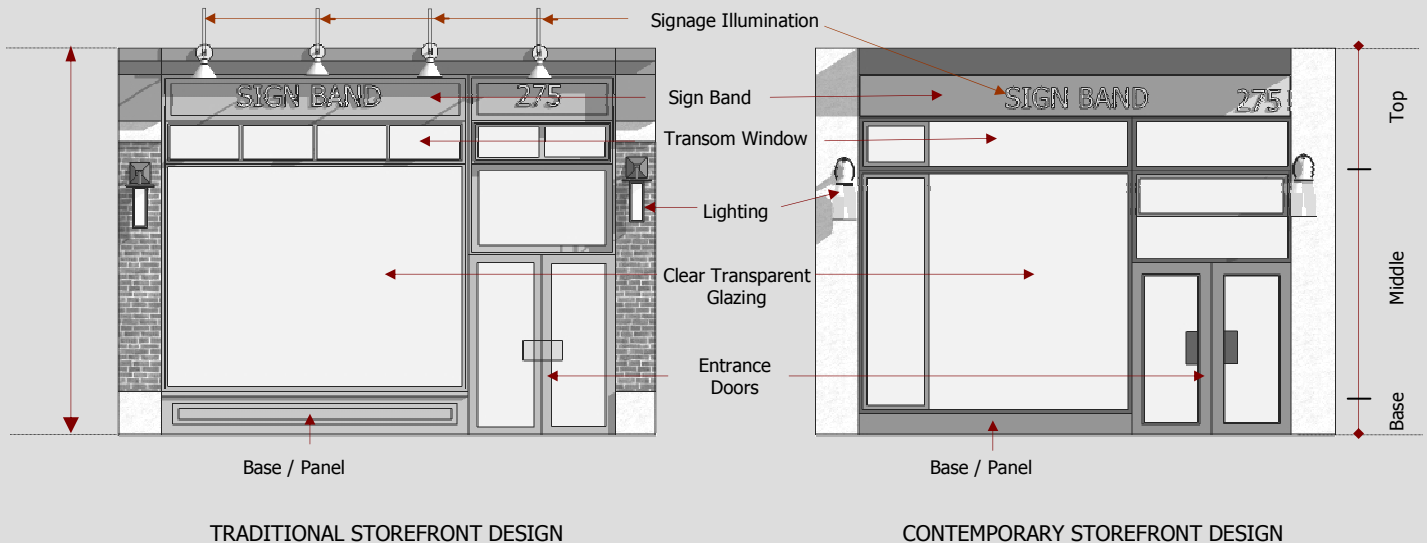 Signage Illumination
SIGN BAND
275
Sign Band
SIGN BAND
275
Top
Transom Window
Lighting
Clear Transparent
Glazing
Middle
Entrance
Doors
Base
Base / Panel
Base / Panel
TRADITIONAL STOREFRONT DESIGN
CONTEMPORARY STOREFRONT DESIGN